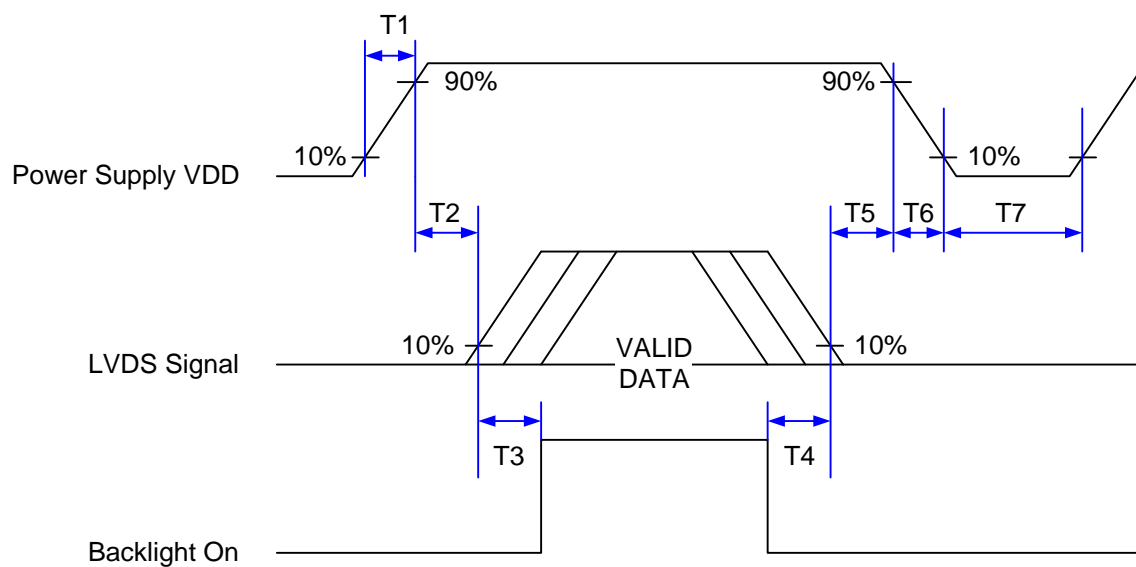 T1
90%
90%
10%
10%
Power Supply VDD
T2
T5
T6
T7
10%
VALID
DATA
10%
LVDS Signal
T3
T4
Backlight On